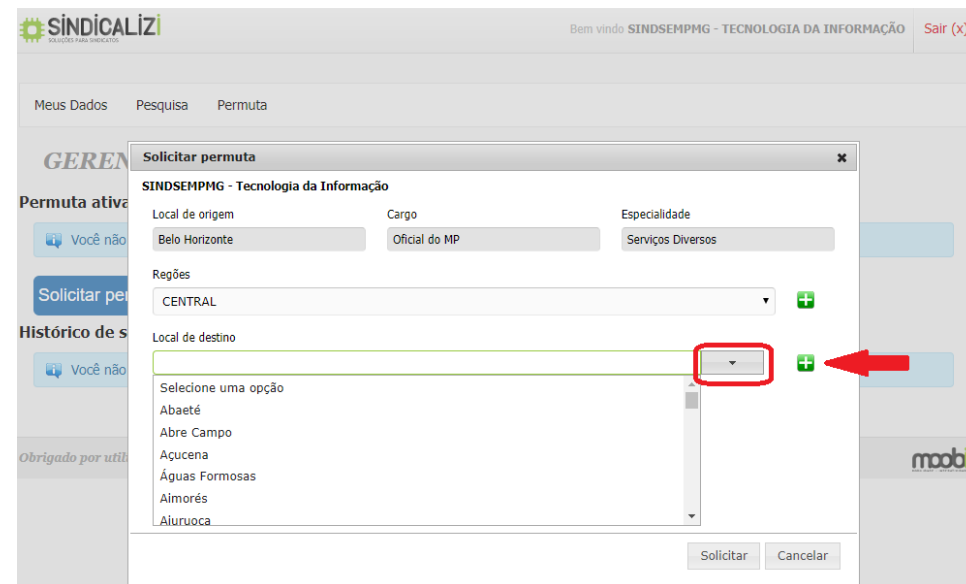 SINDICALIZI
SOLUÇÕES PARA SINDICATOS
Bem vindo SINDSEMPMG - TECNOLOGIA DA INFORMAÇÃO
Sair (x)
Meus Dados Pesquisa Permuta
GEREN
Solicitar permuta
SINDSEMPMG - Tecnologia da Informação
Permuta ativa
Local de origem Cargo Especialidade
Belo Horizonte Oficial do MP Serviços Diversos
Você não
Regões
Solicitar per
CENTRAL
Histórico de s
Local de destino
Você não
Selecione uma opção
Abaeté
Abre Campo
Açucena
Obrigado por utili
moobi
Águas Formosas
Aimorés
Aiuruoca
Solicitar Cancelar